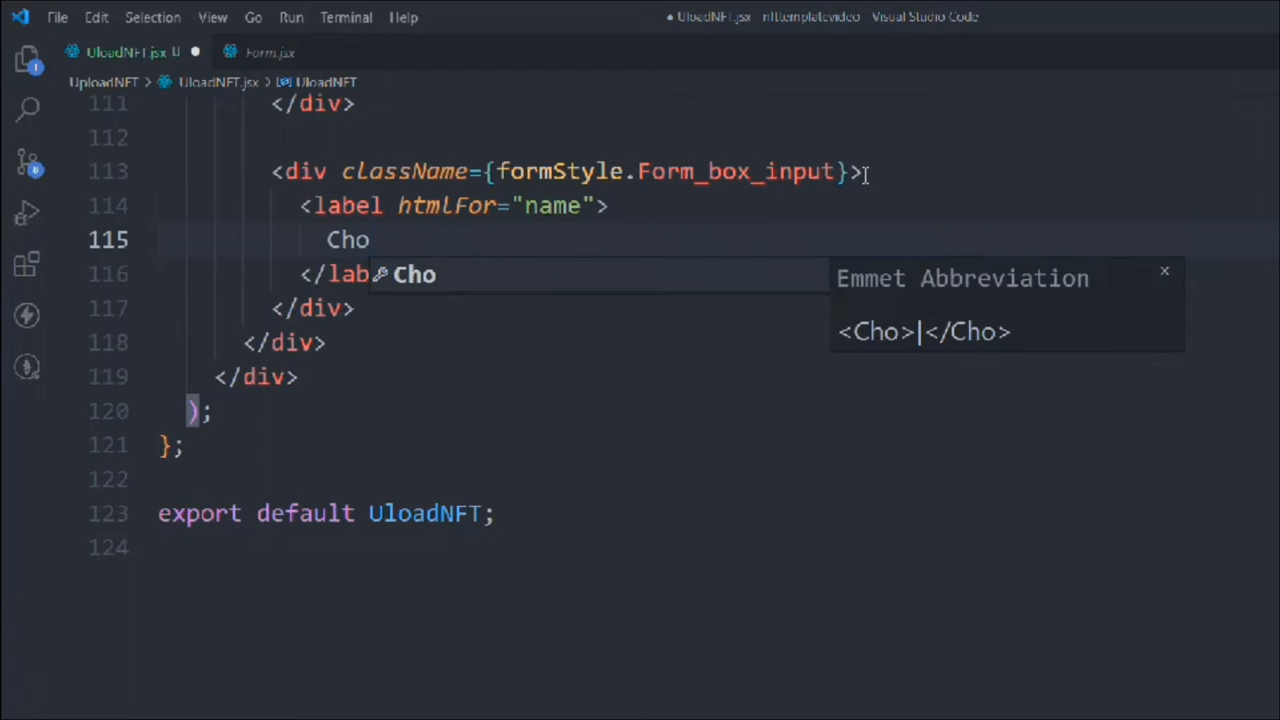 File Edit Selection View Go Run Terminal Help ● UloadNFT.jsx nfttemplatevideo Visual Studio Code
UloadNFT.jsx U ● Form.jsx
UploadNFT > UloadNFT.jsx > UloadNFT
111 </div>
112
113 <div className={formStyle.Form_box_input}>
114 <label htmlFor="name">
115 Cho
116 </lab Cho
Emmet Abbreviation ×
<Cho>|</Cho>
117 </div>
118 </div>
119 </div>
120 );
121 };
122
123 export default UloadNFT;
124